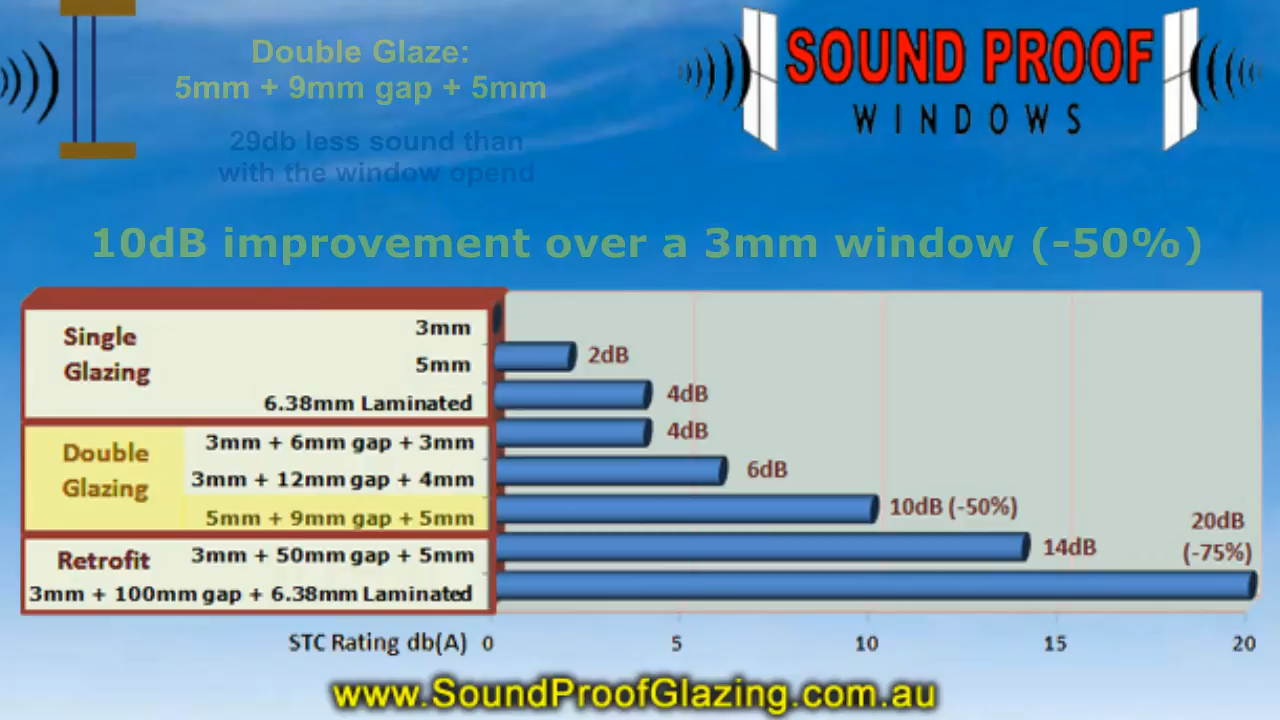 Double Glaze:
5mm + 9mm gap + 5mm
29db less sound than
with the window opend
SOUND PROOF
WINDOWS
10dB improvement over a 3mm window (-50%)
Single
Glazing
3mm
5mm
2dB
6.38mm Laminated
4dB
Double
Glazing
3mm + 6mm gap + 3mm
4dB
3mm + 12mm gap + 4mm
6dB
5mm + 9mm gap + 5mm
10dB (-50%)
Retrofit
3mm + 50mm gap + 5mm
14dB
3mm + 100mm gap + 6.38mm Laminated
20dB
(-75%)
STC Rating db(A) 0 5 10 15 20
www.SoundProofGlazing.com.au